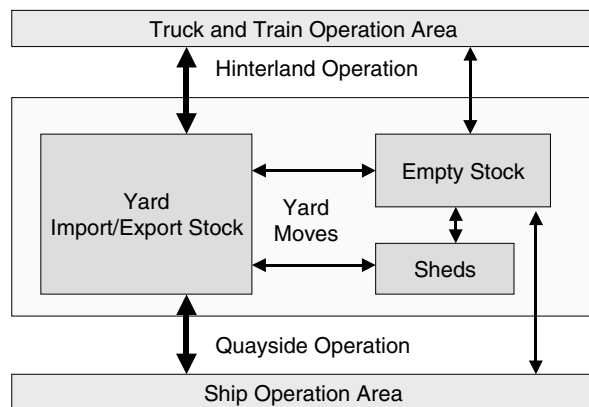 Truck and Train Operation Area
Hinterland Operation
Yard
Import/Export Stock
Empty Stock
Yard
Moves
Sheds
Quayside Operation
Ship Operation Area